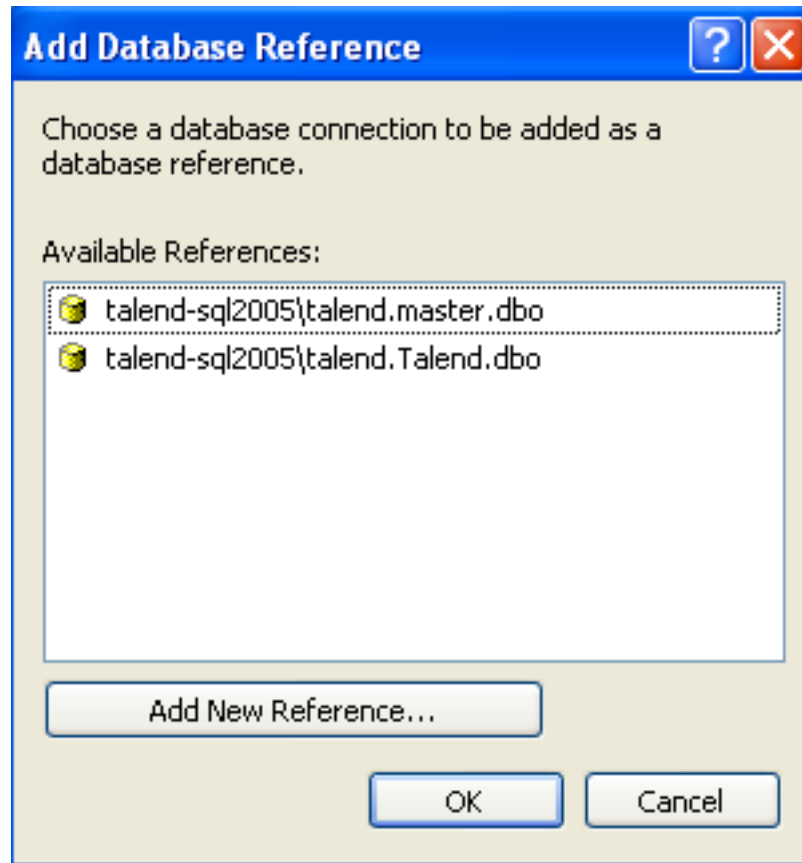 Add Database Reference
Choose a database connection to be added as a
database reference.
Available References:
talend-sql2005\talend.master.dbo
talend-sql2005\talend.Talend.dbo
Add New Reference...
OK
Cancel